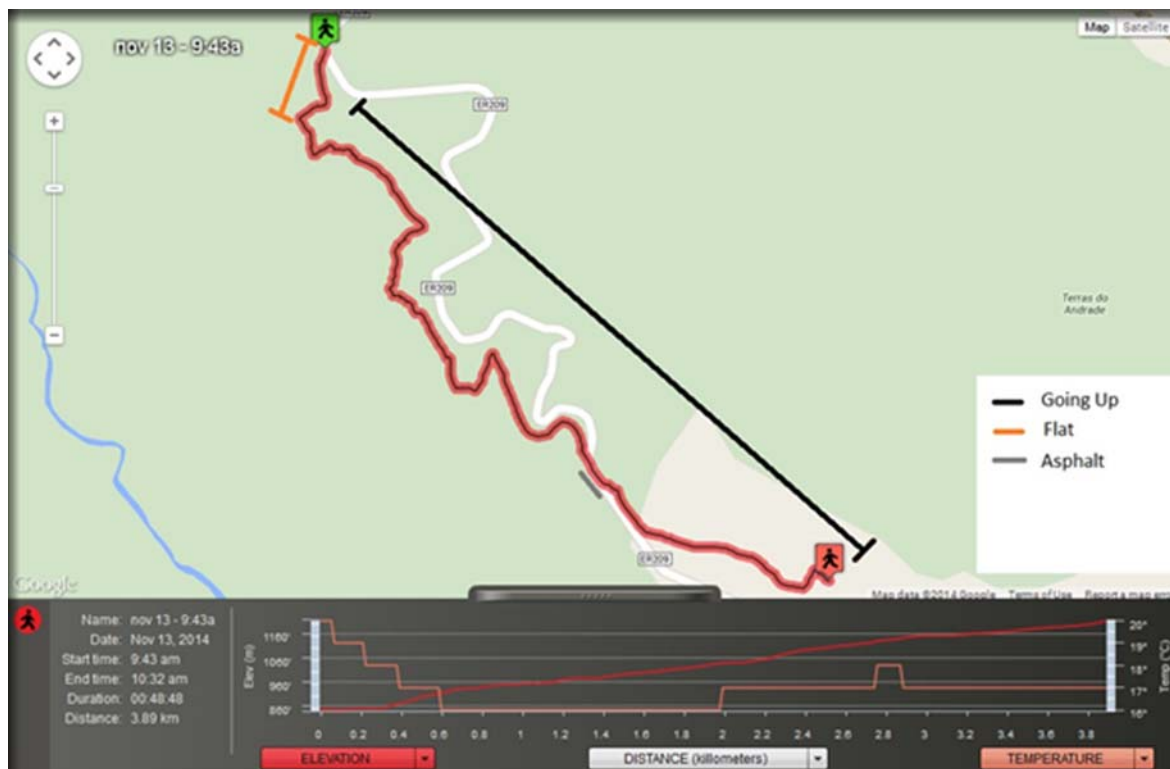 nov 13 - 9:43a
Map Satellite
ER209
ER209
Terras do
Andrade
Going Up
Flat
Asphalt
ER209
Google
Map data ©2014 Google Terms of Use Report a map err
Name: nov 13 - 9:43a
Date: Nov 13, 2014
Start time: 9:43 am
End time: 10:32 am
Duration: 00:48:48
Distance: 3.89 km
Elev (m)
1160'
1060'
960'
860'
20°
19°
18°
17°
16°
Temp (°C)
0 0.2 0.4 0.6 0.8 1 1.2 1.4 1.6 1.8 2 2.2 2.4 2.6 2.8 3 3.2 3.4 3.6 3.8
ELEVATION DISTANCE (killometers) TEMPERATURE